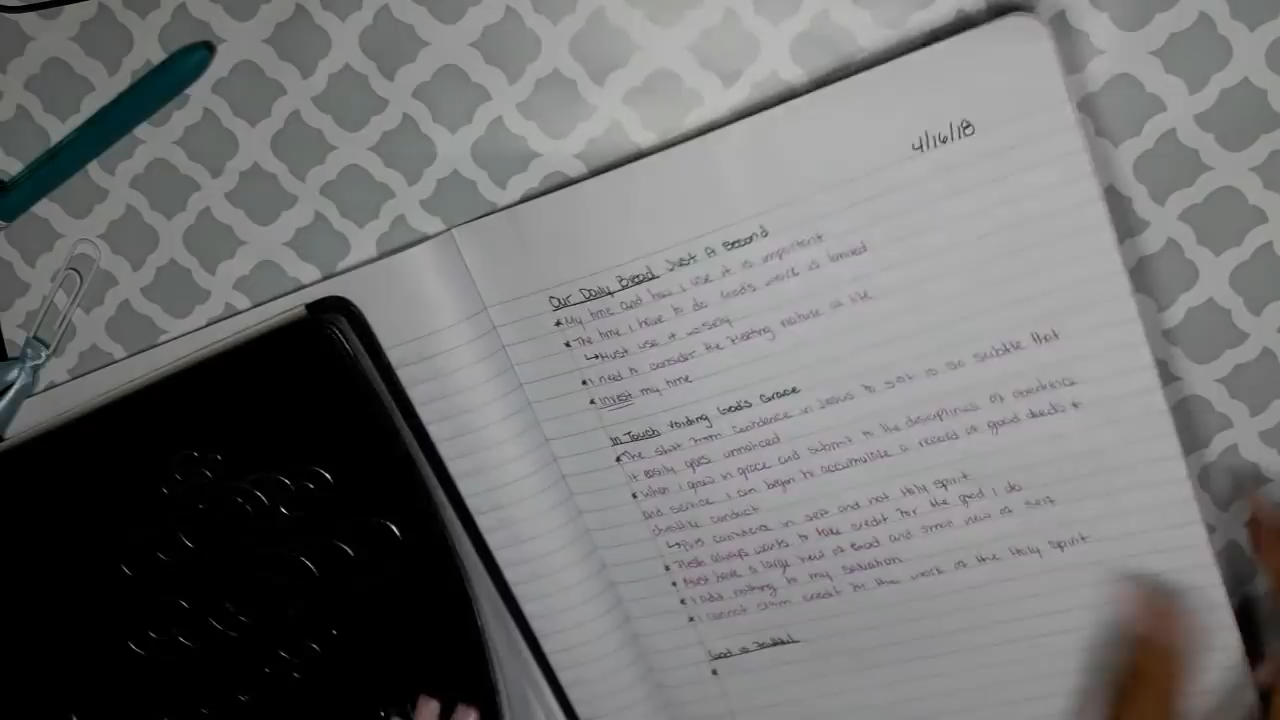 4/16/18
Our Daily Bread Just A Second
* My time and how I use it is important
* The time I have to do God's work is limited
↳ Must use it wisely
* I need to consider the fleeting nature of life
* Invest my time
In Touch Voiding God's Grace
* The shift from confidence in Jesus to self is so subtle that
it easily goes unnoticed
* When I grow in grace and submit to the disciplines of obedience
and service I can begin to accumulate a record of good deeds +
christlike conduct
↳ Puts confidence in self and not Holy Spirit
* Flesh always wants to take credit for the good I do
* Must have a large view of God and small view of self
* I add nothing to my salvation
* I cannot claim credit for the work of the Holy Spirit
God is Faithful
*